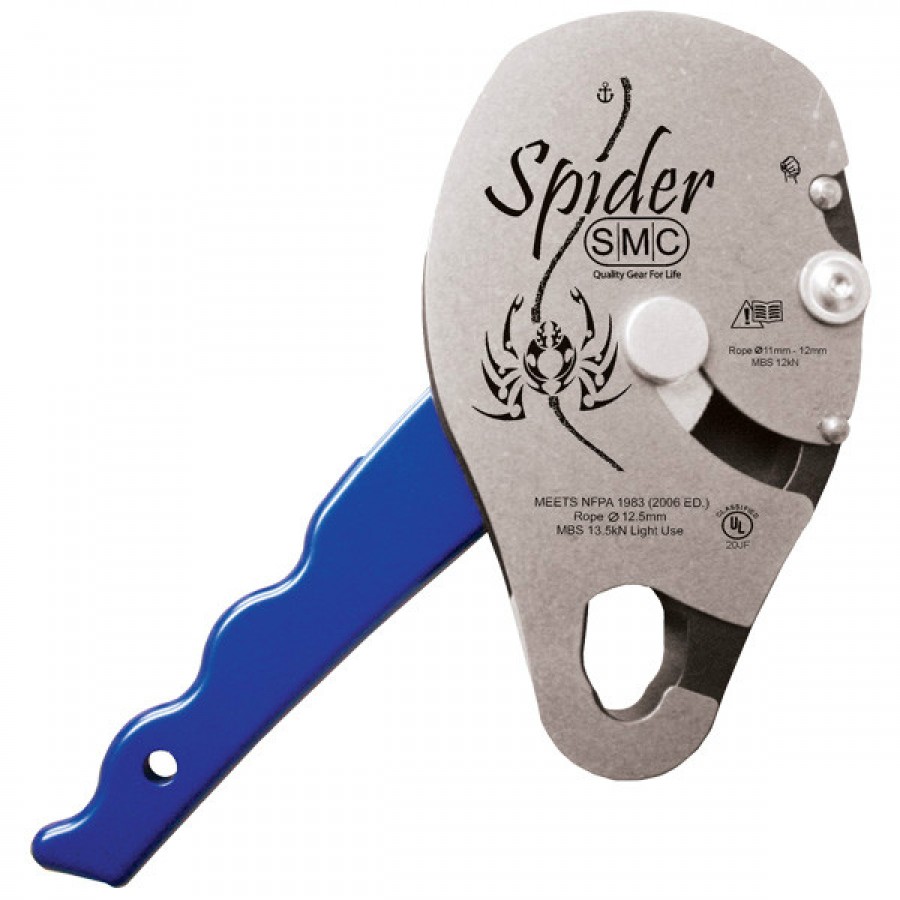 Spider
SMC
Quality Gear For Life
Rope Ø11mm - 12mm
MBS 12kN
MEETS NFPA 1983 (2006 ED.)
Rope Ø 12.5mm
MBS 13.5kN Light Use
CLASSIFIED
UL
20JF